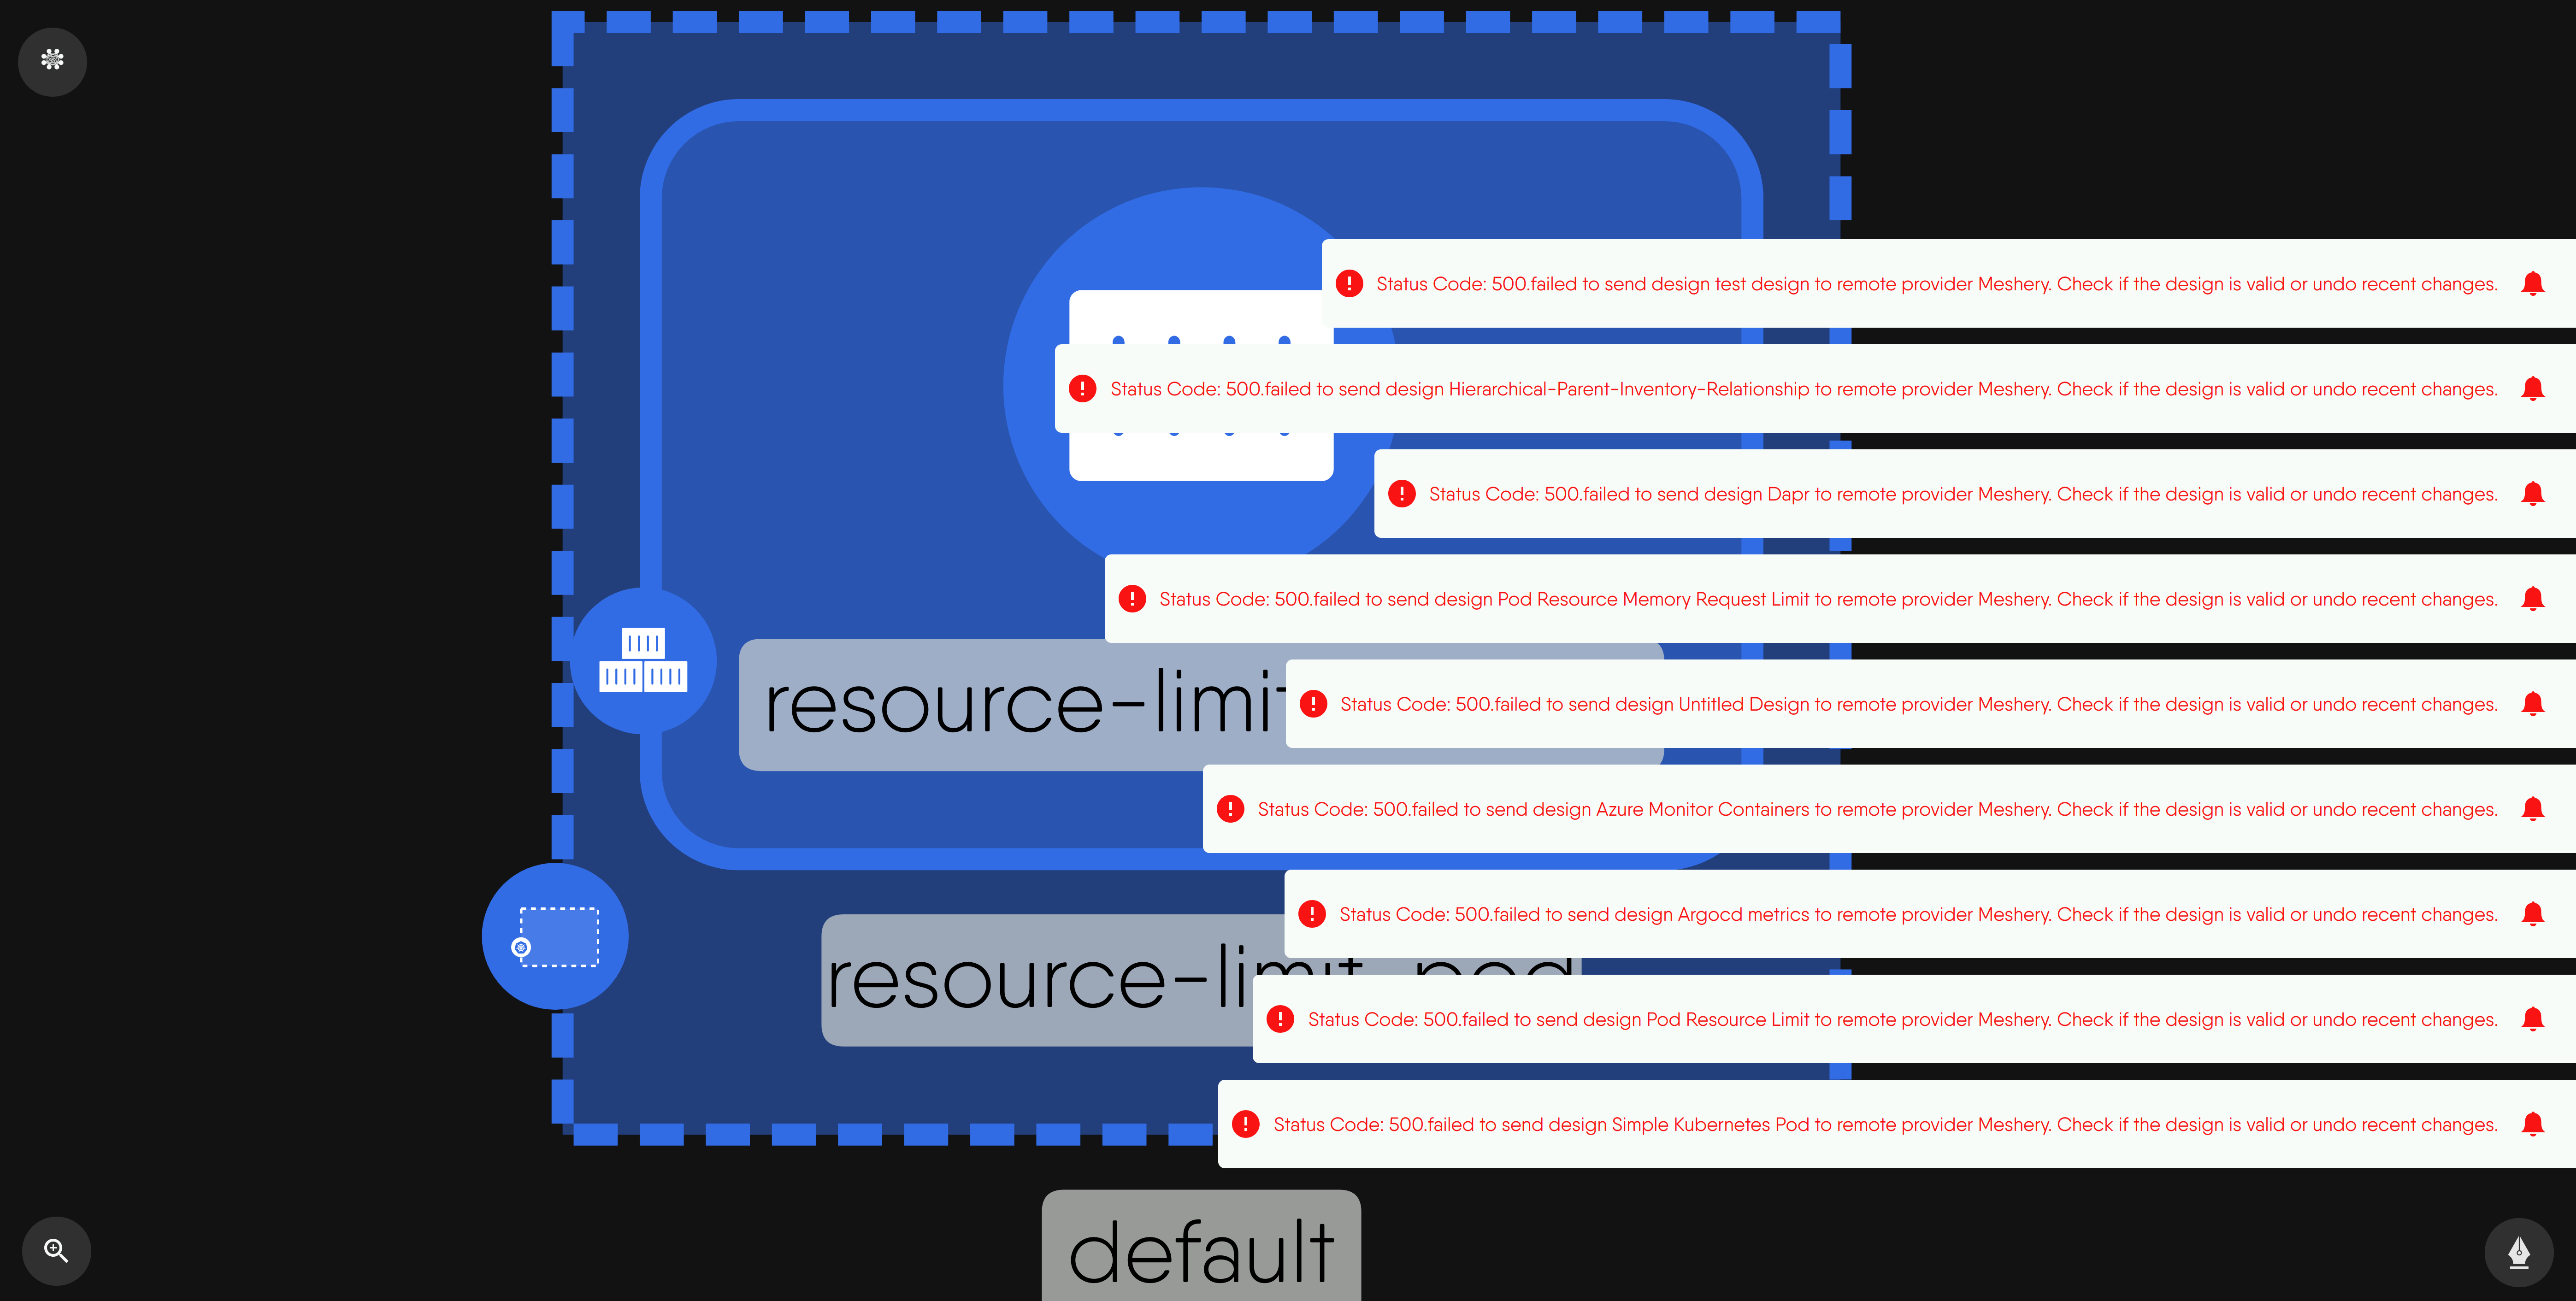 Status Code: 500.failed to send design test design to remote provider Meshery. Check if the design is valid or undo recent changes.
Status Code: 500.failed to send design Hierarchical-Parent-Inventory-Relationship to remote provider Meshery. Check if the design is valid or undo recent changes.
Status Code: 500.failed to send design Dapr to remote provider Meshery. Check if the design is valid or undo recent changes.
Status Code: 500.failed to send design Pod Resource Memory Request Limit to remote provider Meshery. Check if the design is valid or undo recent changes.
resource-limit
Status Code: 500.failed to send design Untitled Design to remote provider Meshery. Check if the design is valid or undo recent changes.
Status Code: 500.failed to send design Azure Monitor Containers to remote provider Meshery. Check if the design is valid or undo recent changes.
Status Code: 500.failed to send design Argocd metrics to remote provider Meshery. Check if the design is valid or undo recent changes.
resource-limit-pod
Status Code: 500.failed to send design Pod Resource Limit to remote provider Meshery. Check if the design is valid or undo recent changes.
Status Code: 500.failed to send design Simple Kubernetes Pod to remote provider Meshery. Check if the design is valid or undo recent changes.
default